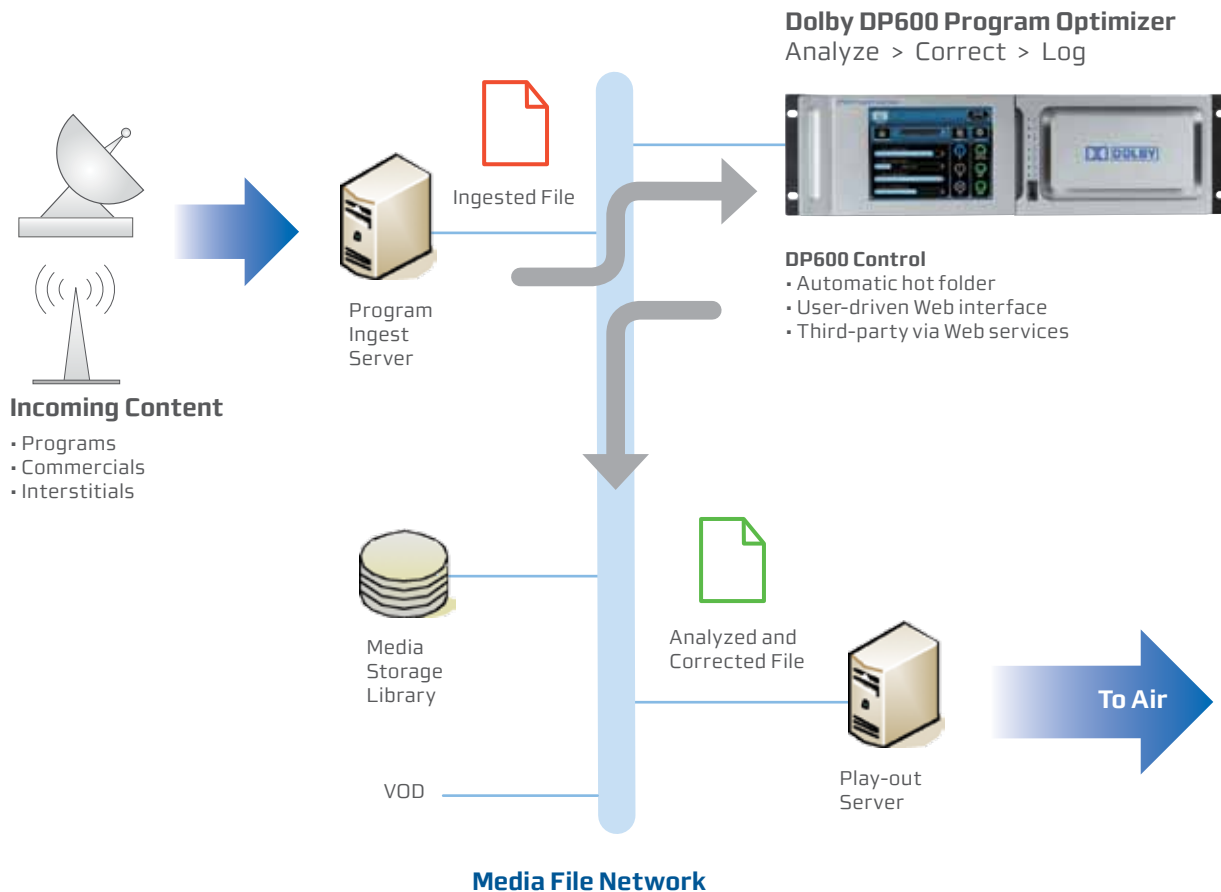 Dolby DP600 Program Optimizer
Analyze > Correct > Log
DOLBY
Ingested File
DP600 Control
• Automatic hot folder
• User-driven Web interface
• Third-party via Web services
Program
Ingest
Server
Incoming Content
• Programs
• Commercials
• Interstitials
Media
Storage
Library
Analyzed and
Corrected File
To Air
Play-out
Server
VOD
Media File Network